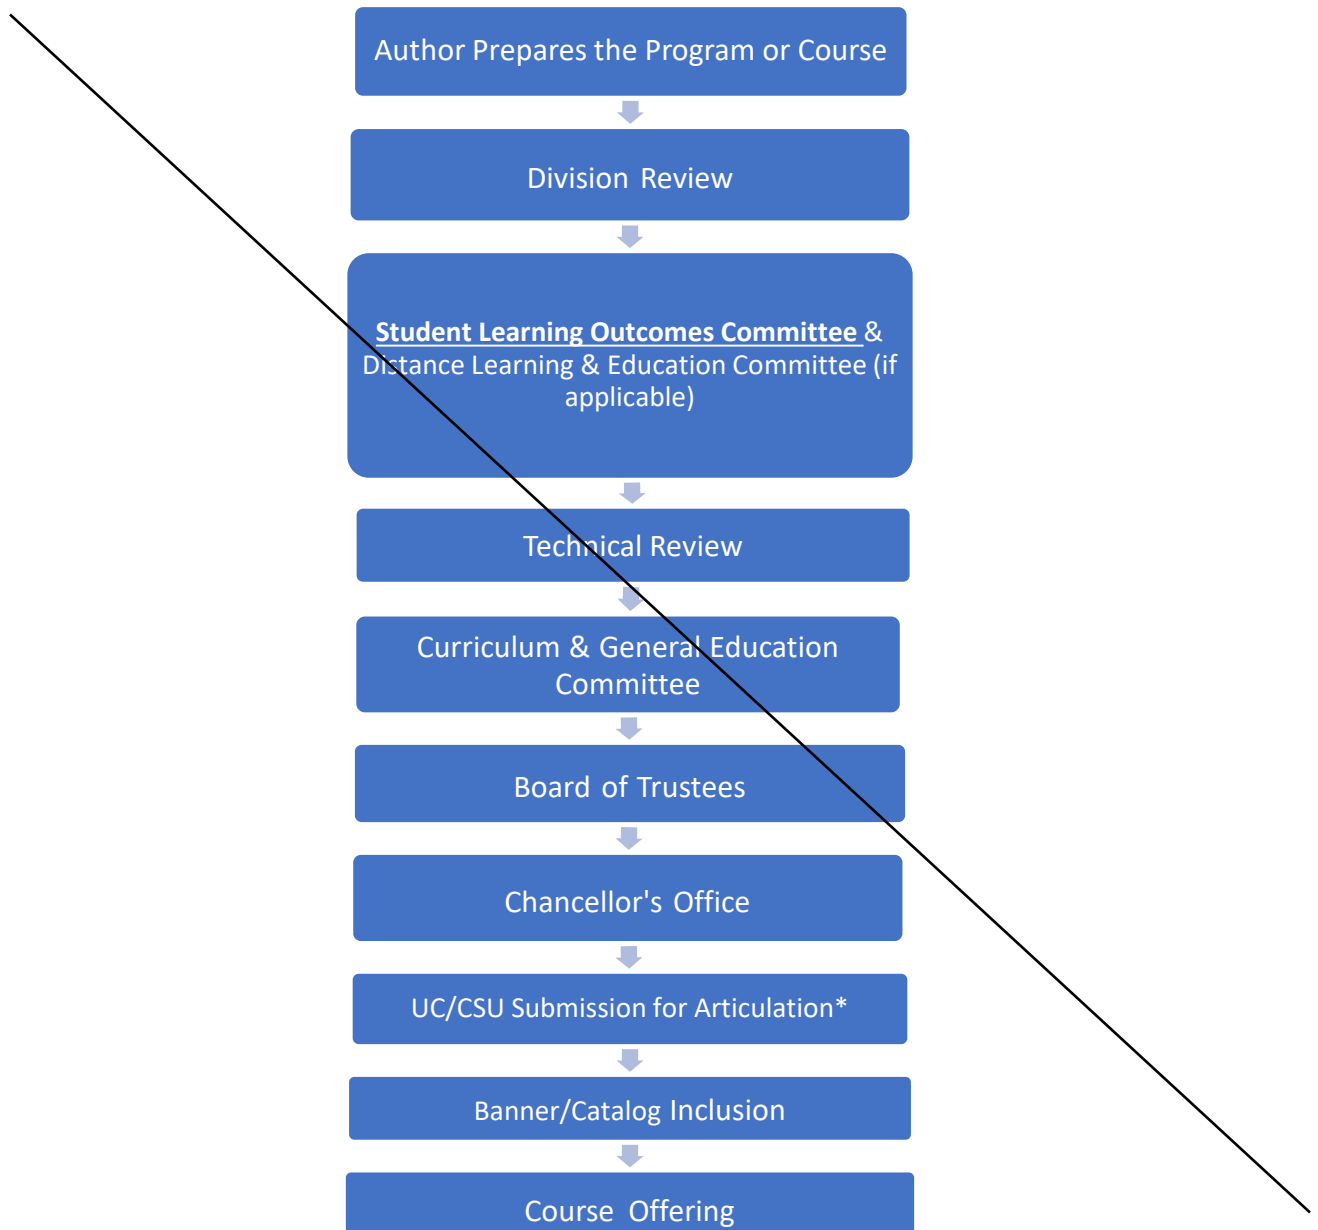 Author Prepares the Program or Course
Division Review
Student Learning Outcomes Committee &
Distance Learning & Education Committee (if
applicable)
Technical Review
Curriculum & General Education
Committee
Board of Trustees
Chancellor's Office
UC/CSU Submission for Articulation*
Banner/Catalog Inclusion
Course Offering